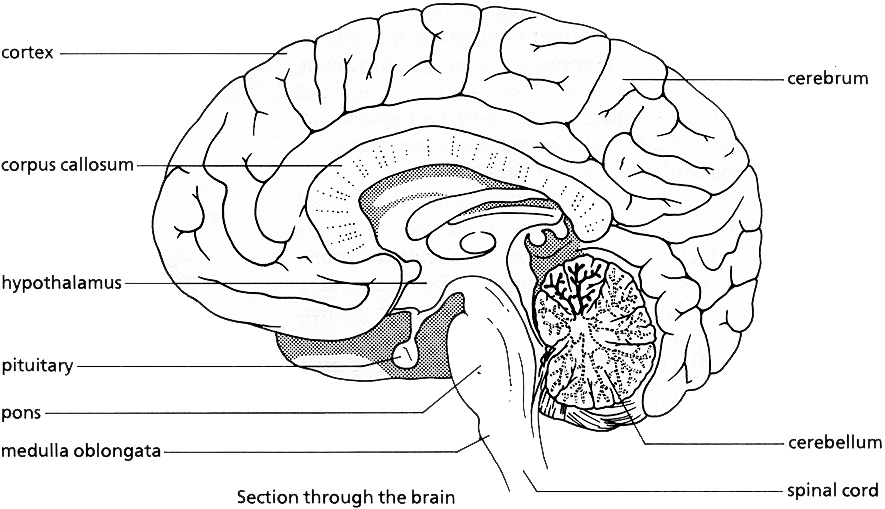 cortex
cerebrum
corpus callosum
hypothalamus
pituitary
pons
medulla oblongata
cerebellum
spinal cord
Section through the brain